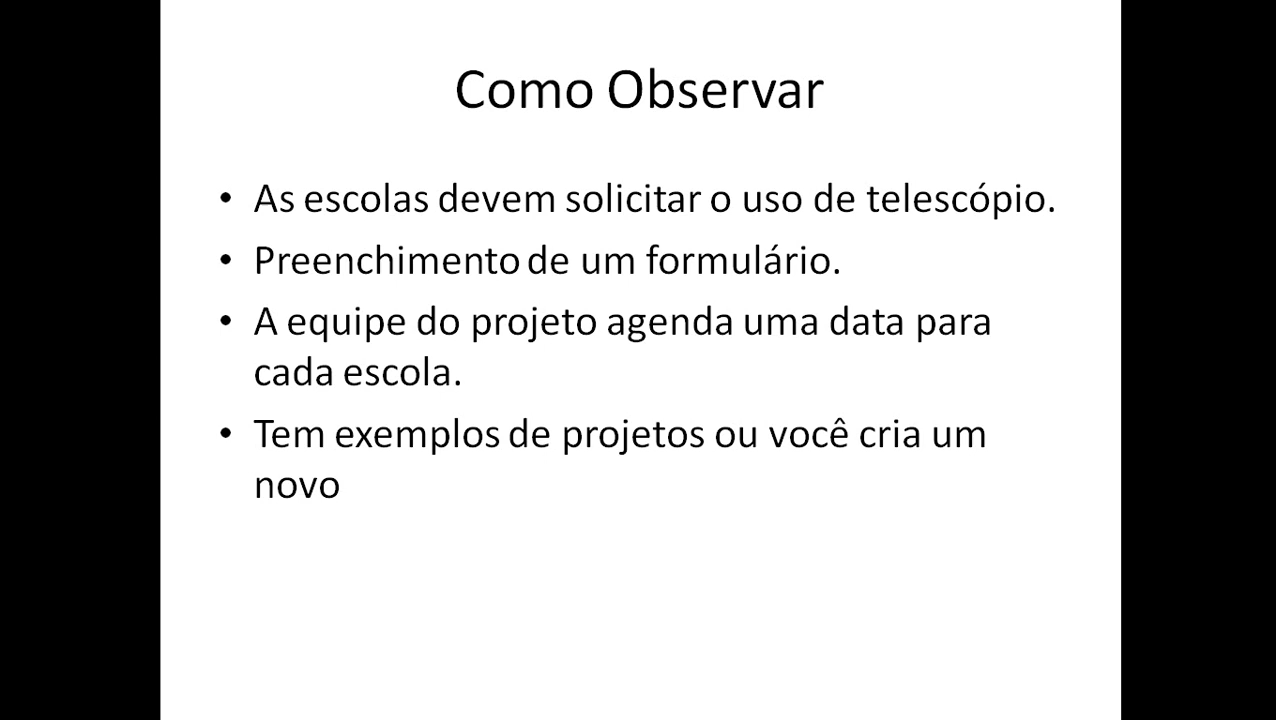 Como Observar
• As escolas devem solicitar o uso de telescópio.
• Preenchimento de um formulário.
• A equipe do projeto agenda uma data para
cada escola.
• Tem exemplos de projetos ou você cria um
novo